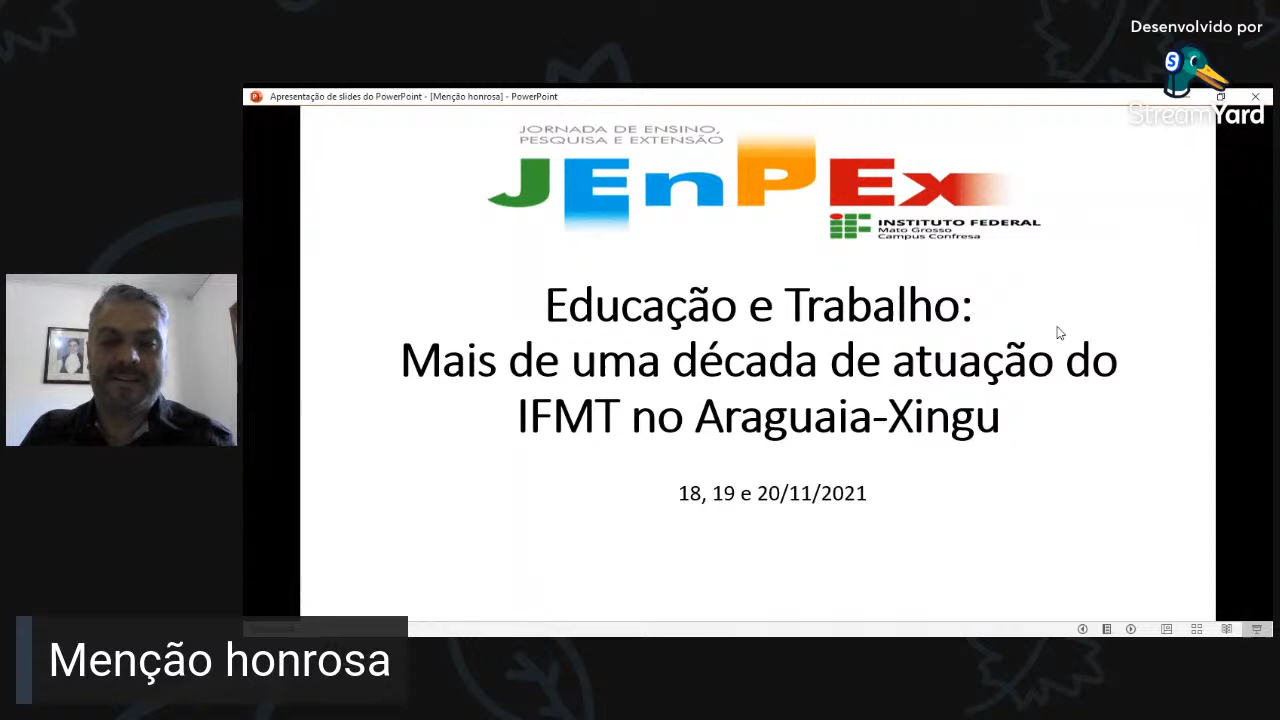 Desenvolvido por
StreamYard
Apresentação de slides do PowerPoint - [Menção honrosa] - PowerPoint
JORNADA DE ENSINO,
PESQUISA E EXTENSÃO
JEnPEx
INSTITUTO FEDERAL
Mato Grosso
Campus Confresa
Educação e Trabalho:
Mais de uma década de atuação do
IFMT no Araguaia-Xingu
18, 19 e 20/11/2021
Menção honrosa